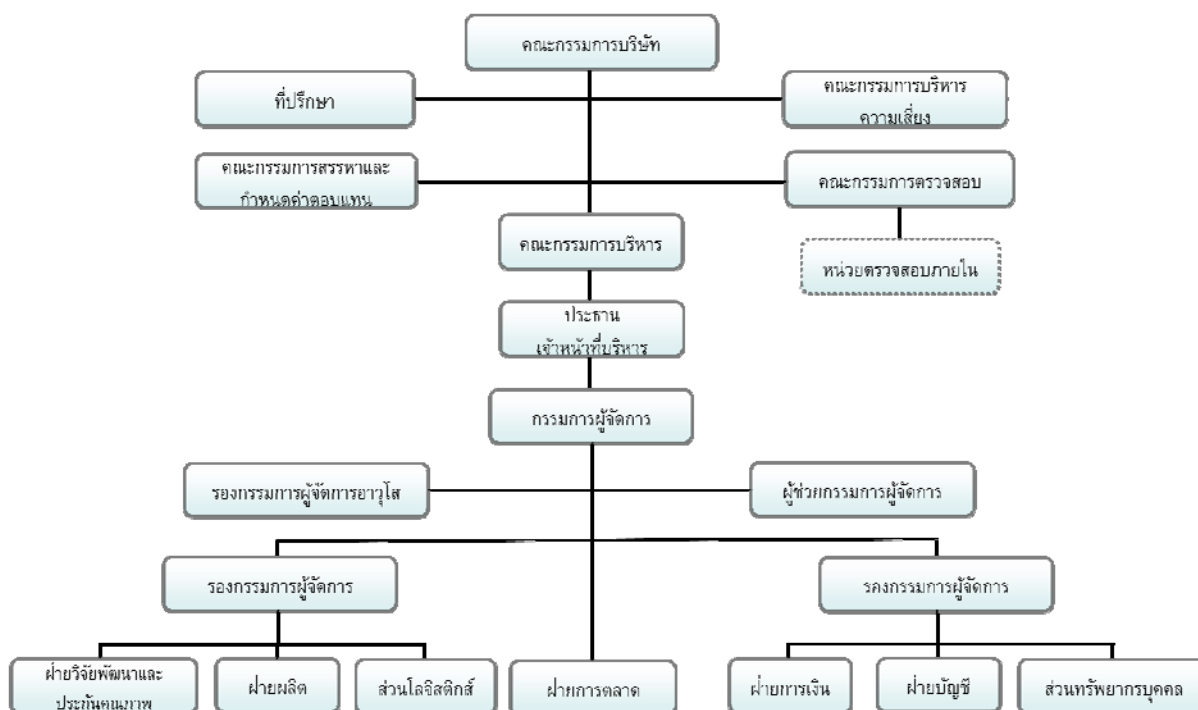 คณะกรรมการบริษัท
ที่ปรึกษา
คณะกรรมการบริหาร
ความเสี่ยง
คณะกรรมการสรรหาและ
กำหนดค่าตอบแทน
คณะกรรมการตรวจสอบ
คณะกรรมการบริหาร
หน่วยตรวจสอบภายใน
ประธาน
เจ้าหน้าที่บริหาร
กรรมการผู้จัดการ
รองกรรมการผู้จัดการอาวุโส
ผู้ช่วยกรรมการผู้จัดการ
รองกรรมการผู้จัดการ
รองกรรมการผู้จัดการ
ฝ่ายวิจัยพัฒนาและ
ประกันคุณภาพ
ฝ่ายผลิต
ส่วนโลจิสติกส์
ฝ่ายการตลาด
ฝ่ายการเงิน
ฝ่ายบัญชี
ส่วนทรัพยากรบุคคล